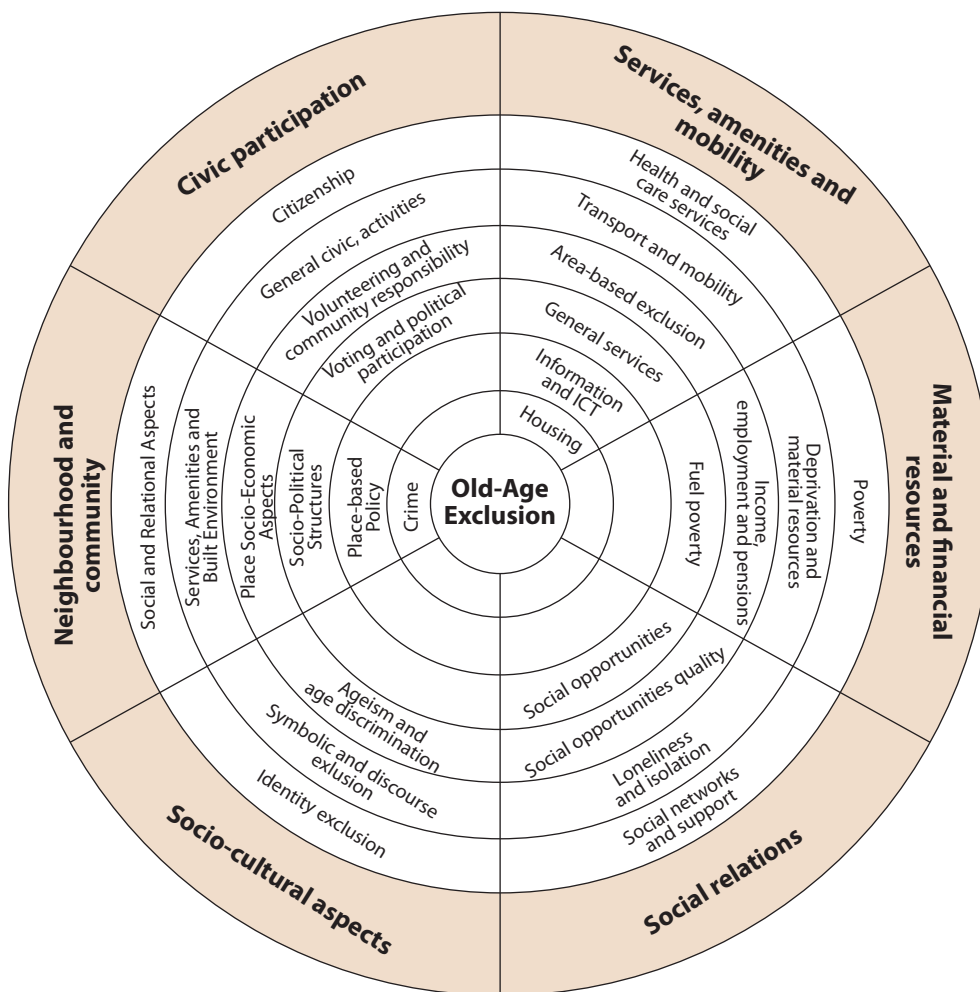 Civic participation
Citizenship
General civic, activities
Volunteering and
community responsibility
Voting and political
participation
Services, amenities and
mobility
Health and social
care services
Transport and mobility
Area-based exclusion
General services
Information
and ICT
Housing
Material and financial
resources
Poverty
Deprivation and
material resources
Income,
employment and pensions
Fuel poverty
Social relations
Social networks
and support
Loneliness
and isolation
Social opportunities quality
Social opportunities
Socio-cultural aspects
Identity exclusion
Symbolic and discourse
exlusion
Ageism and
age discrimination
Neighbourhood and
community
Social and Relational Aspects
Services, Amenities and
Built Environment
Place Socio-Economic
Aspects
Socio-Political
Structures
Place-based
Policy
Crime
Old-Age
Exclusion